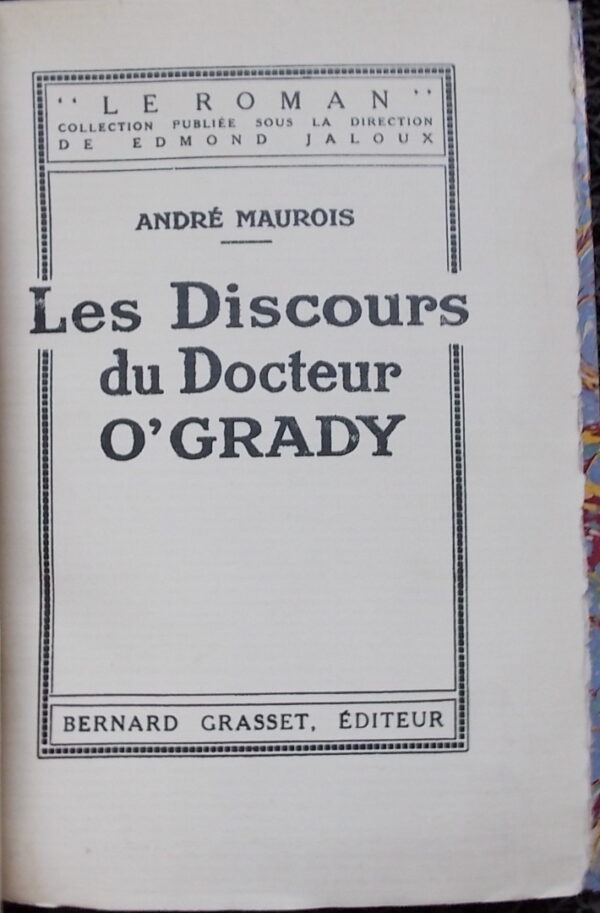 “ LE ROMAN ”
COLLECTION PUBLIÉE SOUS LA DIRECTION
DE EDMOND JALOUX
ANDRÉ MAUROIS
Les Discours
du Docteur
O’GRADY
BERNARD GRASSET, ÉDITEUR